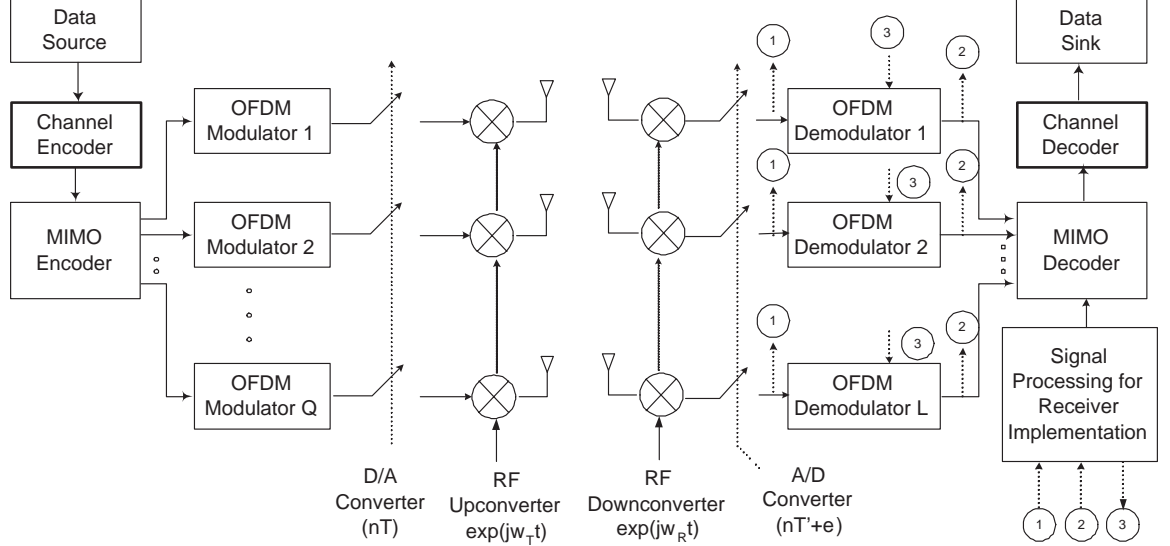 Data
Source
Channel
Encoder
MIMO
Encoder
OFDM
Modulator 1
OFDM
Modulator 2
OFDM
Modulator Q
D/A
Converter
(nT)
RF
Upconverter
exp(jw_T t)
RF
Downconverter
exp(jw_R t)
A/D
Converter
(nT'+e)
1
3
2
OFDM
Demodulator 1
1
3
2
OFDM
Demodulator 2
1
3
2
OFDM
Demodulator L
Data
Sink
Channel
Decoder
MIMO
Decoder
Signal
Processing for
Receiver
Implementation
1
2
3